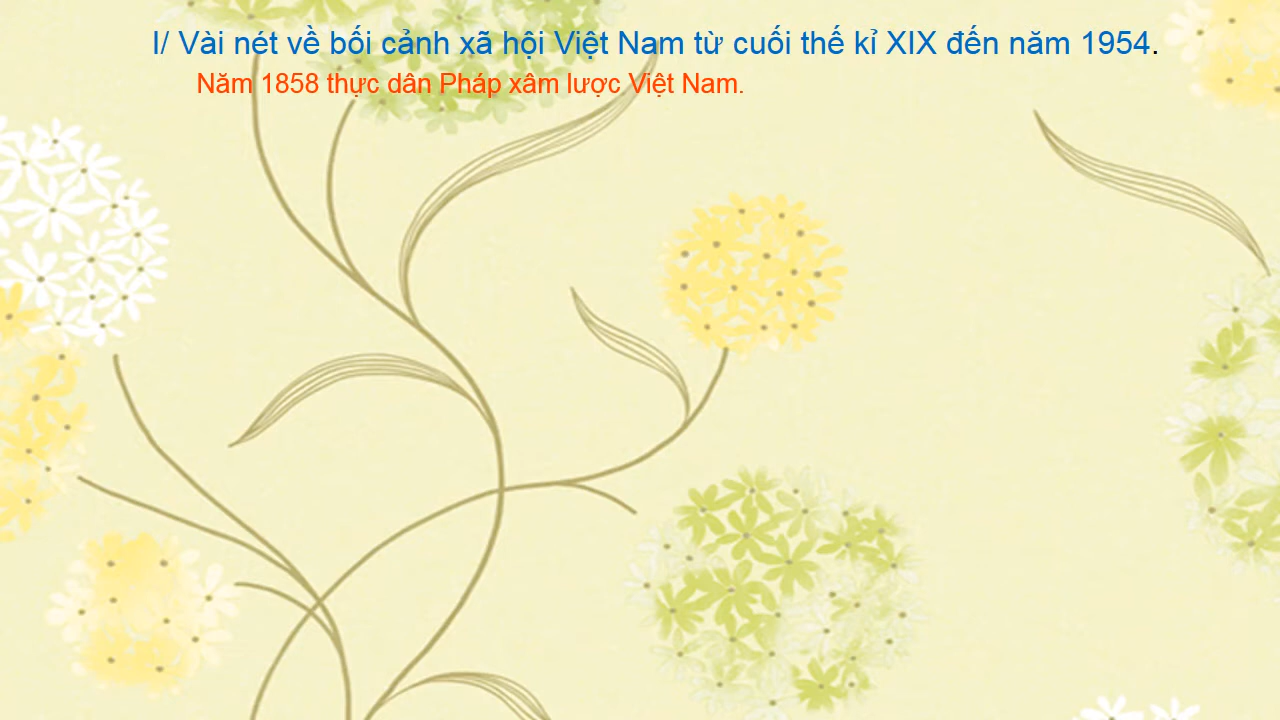 I/ Vài nét về bối cảnh xã hội Việt Nam từ cuối thế kỉ XIX đến năm 1954.
Năm 1858 thực dân Pháp xâm lược Việt Nam.